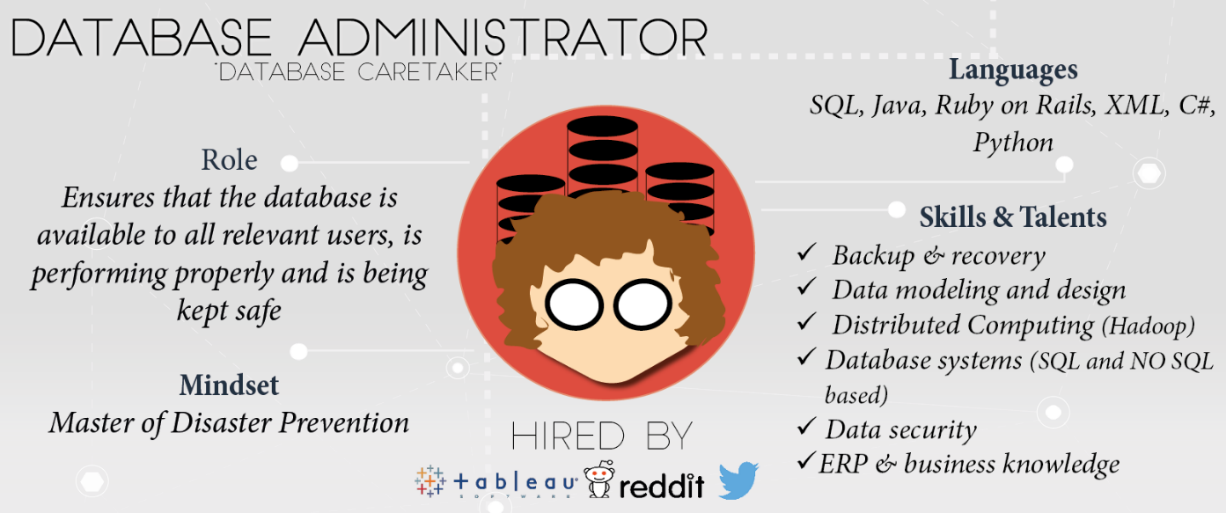 DATABASE ADMINISTRATOR
"DATABASE CARETAKER"
Role
Ensures that the database is
available to all relevant users, is
performing properly and is being
kept safe
Mindset
Master of Disaster Prevention
Languages
SQL, Java, Ruby on Rails, XML, C#,
Python
Skills & Talents
✓ Backup & recovery
✓ Data modeling and design
✓ Distributed Computing (Hadoop)
✓ Database systems (SQL and NO SQL
based)
✓ Data security
✓ ERP & business knowledge
HIRED BY
tableau
SOFTWARE
reddit